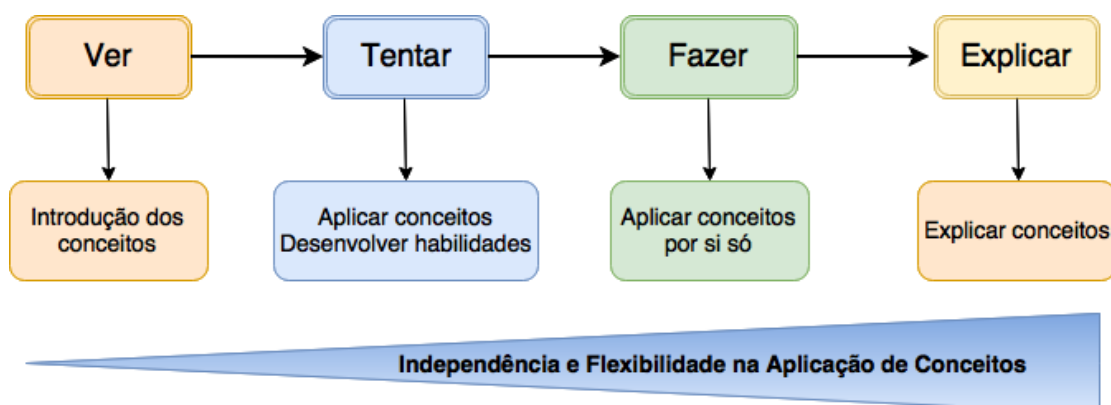 Ver
Tentar
Fazer
Explicar
Introdução dos
conceitos
Aplicar conceitos
Desenvolver habilidades
Aplicar conceitos
por si só
Explicar conceitos
Independência e Flexibilidade na Aplicação de Conceitos